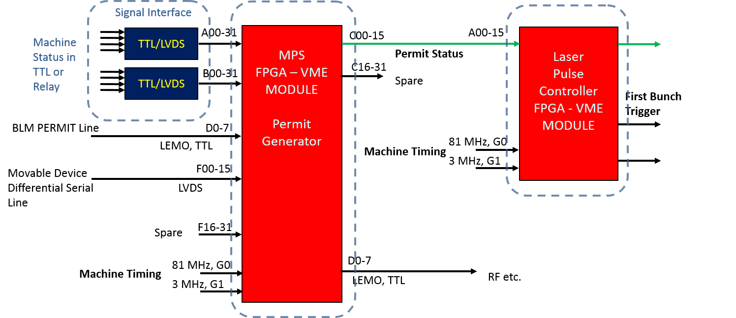 Signal Interface
Machine
Status in
TTL or
Relay
TTL/LVDS
TTL/LVDS
A00-31
B00-31
BLM PERMIT Line
D0-7
LEMO, TTL
Movable Device
Differential Serial
Line
F00-15
LVDS
Spare
F16-31
Machine Timing
81 MHz, G0
3 MHz, G1
MPS
FPGA – VME
MODULE
Permit
Generator
C00-15
Permit Status
A00-15
C16-31
Spare
D0-7
LEMO, TTL
RF etc.
Machine Timing
81 MHz, G0
3 MHz, G1
Laser
Pulse
Controller
FPGA - VME
MODULE
First Bunch
Trigger